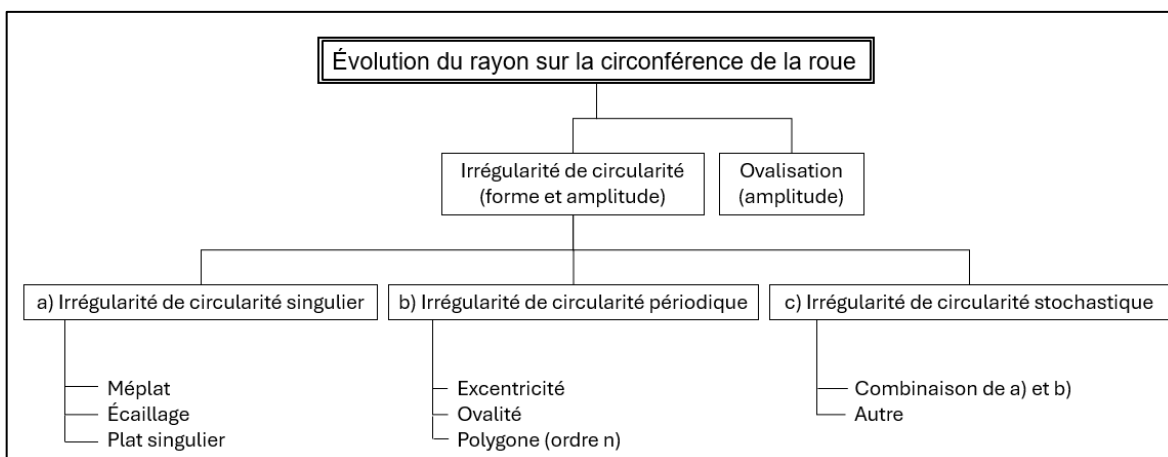 Évolution du rayon sur la circonférence de la roue
Irrégularité de circularité
(forme et amplitude)
Ovalisation
(amplitude)
a) Irrégularité de circularité singulier
Méplat
Écaillage
Plat singulier
b) Irrégularité de circularité périodique
Excentricité
Ovalité
Polygone (ordre n)
c) Irrégularité de circularité stochastique
Combinaison de a) et b)
Autre